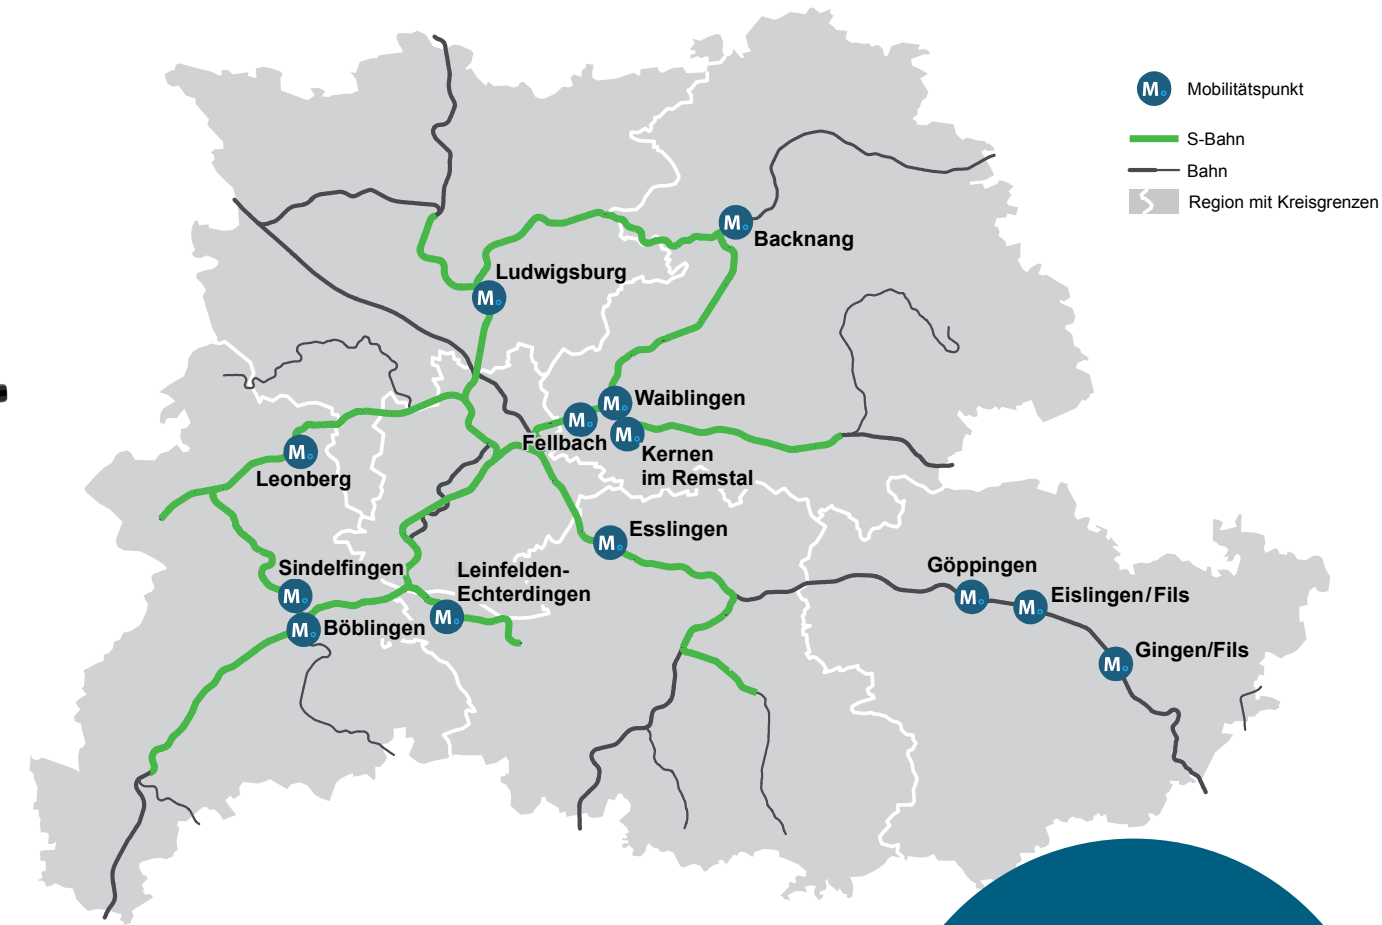 M.
Mobilitätspunkt
S-Bahn
Bahn
Region mit Kreisgrenzen
M.
Backnang
Ludwigsburg
M.
M.
Waiblingen
M.
Fellbach
M.
Kernen
im Remstal
M.
Leonberg
M.
Esslingen
Sindelfingen
M.
M.
Böblingen
Leinfelden-
Echterdingen
M.
Göppingen
M.
M.
Eislingen/Fils
M.
Gingen/Fils